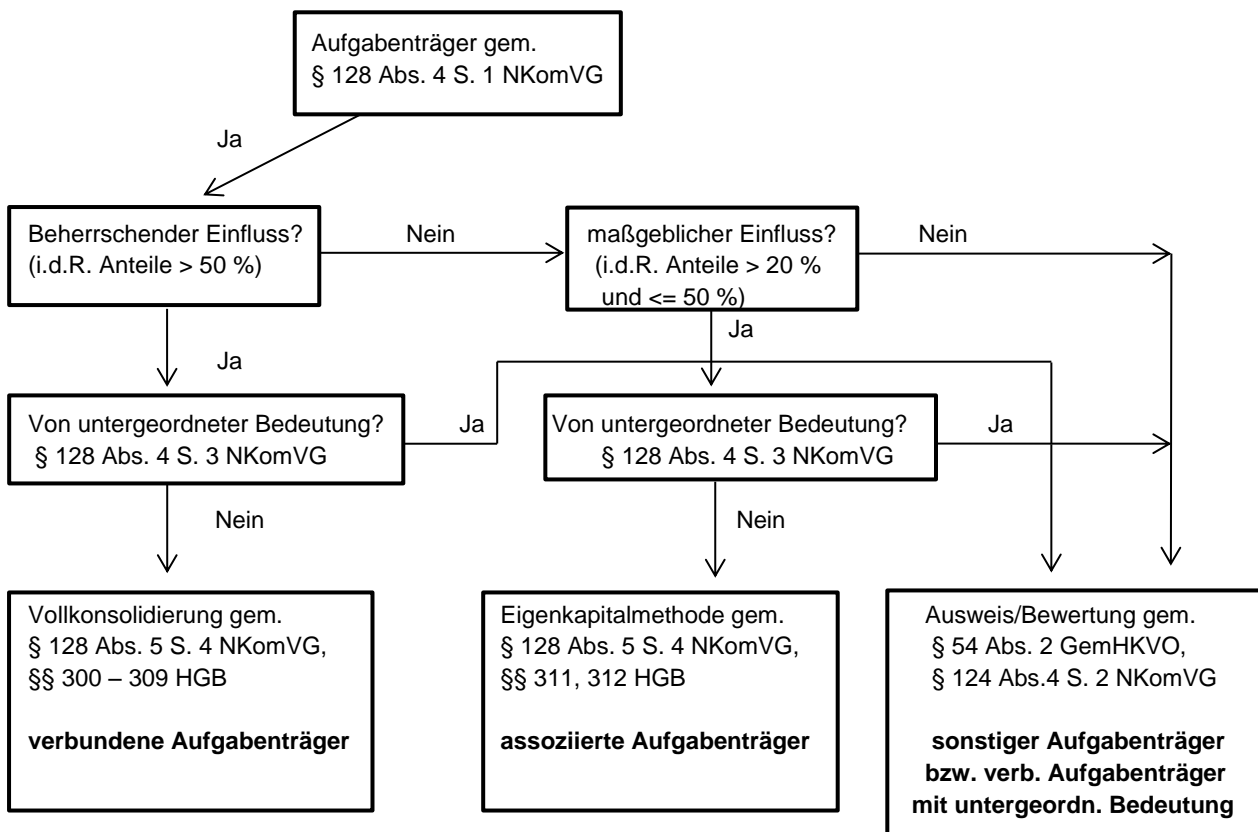 Aufgabenträger gem.
§ 128 Abs. 4 S. 1 NKomVG
Ja
Beherrschender Einfluss?
(i.d.R. Anteile > 50 %)
Nein
maßgeblicher Einfluss?
(i.d.R. Anteile > 20 %
und <= 50 %)
Nein
Ja
Ja
Von untergeordneter Bedeutung?
§ 128 Abs. 4 S. 3 NKomVG
Ja
Von untergeordneter Bedeutung?
§ 128 Abs. 4 S. 3 NKomVG
Ja
Nein
Nein
Vollkonsolidierung gem.
§ 128 Abs. 5 S. 4 NKomVG,
§§ 300 – 309 HGB
verbundene Aufgabenträger
Eigenkapitalmethode gem.
§ 128 Abs. 5 S. 4 NKomVG,
§§ 311, 312 HGB
assoziierte Aufgabenträger
Ausweis/Bewertung gem.
§ 54 Abs. 2 GemHKVO,
§ 124 Abs.4 S. 2 NKomVG
sonstiger Aufgabenträger
bzw. verb. Aufgabenträger
mit untergeordn. Bedeutung